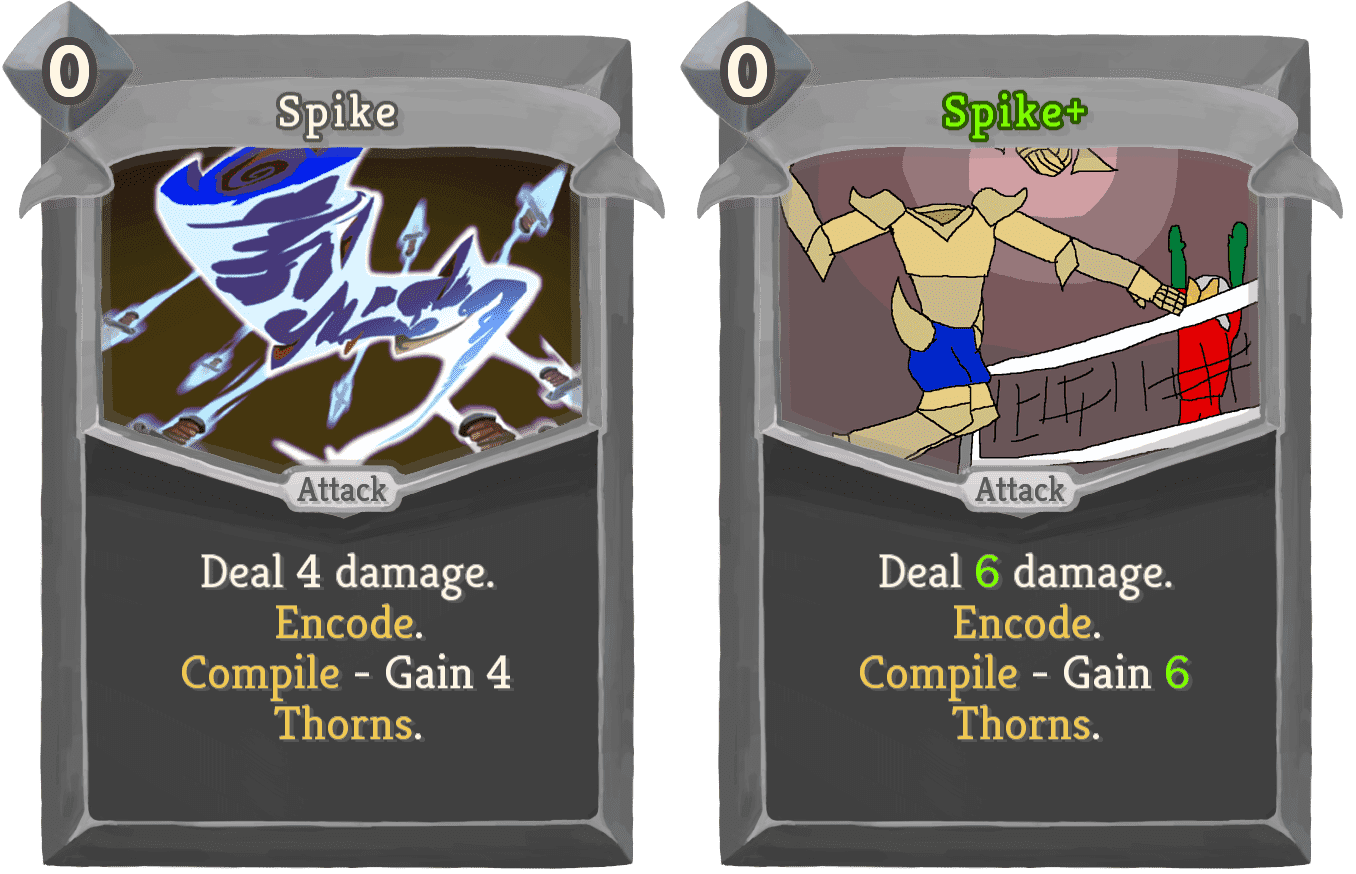 0
Spike
Attack
Deal 4 damage.
Encode.
Compile - Gain 4
Thorns.
0
Spike+
Attack
Deal 6 damage.
Encode.
Compile - Gain 6
Thorns.